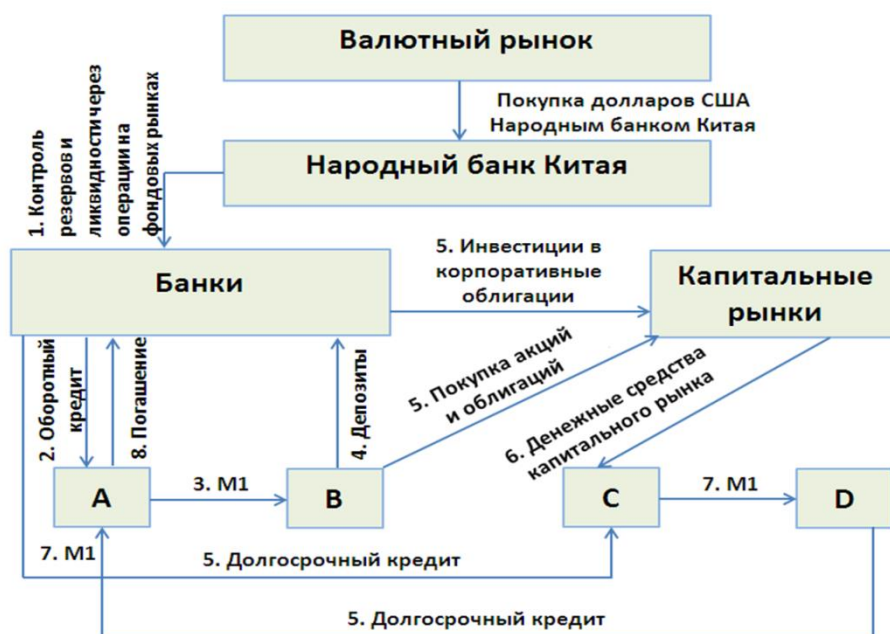 Валютный рынок
Покупка долларов США
Народным банком Китая
Народный банк Китая
1. Контроль
резервов и
ликвидности через
операции на
фондовых рынках
Банки
5. Инвестиции в
корпоративные
облигации
Капитальные
рынки
2. Оборотный
кредит
8. Погашение
4. Депозиты
5. Покупка акций
и облигаций
6. Денежные средства
капитального рынка
A
3. M1
B
C
7. M1
D
7. M1
5. Долгосрочный кредит
5. Долгосрочный кредит